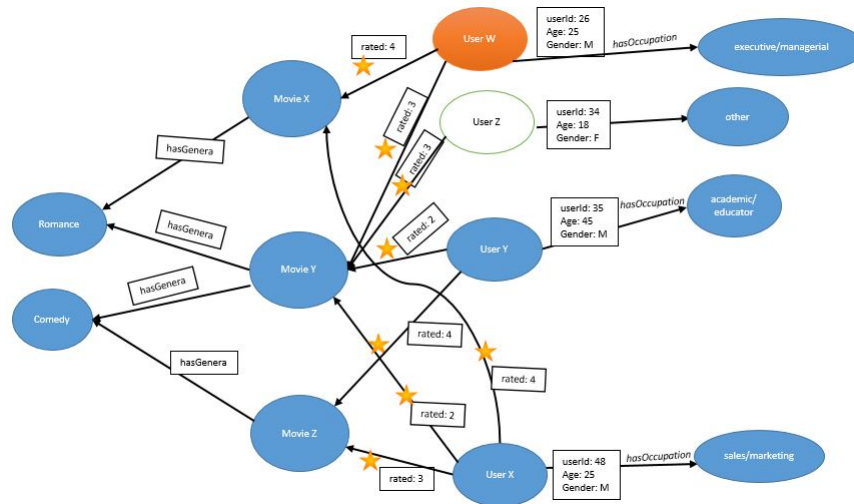 User W
rated: 4
userId: 26
Age: 25
Gender: M
hasOccupation
executive/managerial
Movie X
rated: 3
rated: 3
User Z
userId: 34
Age: 18
Gender: F
other
hasGenera
userId: 35
Age: 45
Gender: M
hasOccupation
academic/
educator
Romance
hasGenera
rated: 2
User Y
Movie Y
hasGenera
Comedy
rated: 4
hasGenera
rated: 4
rated: 2
Movie Z
rated: 3
User X
userId: 48
Age: 25
Gender: M
hasOccupation
sales/marketing